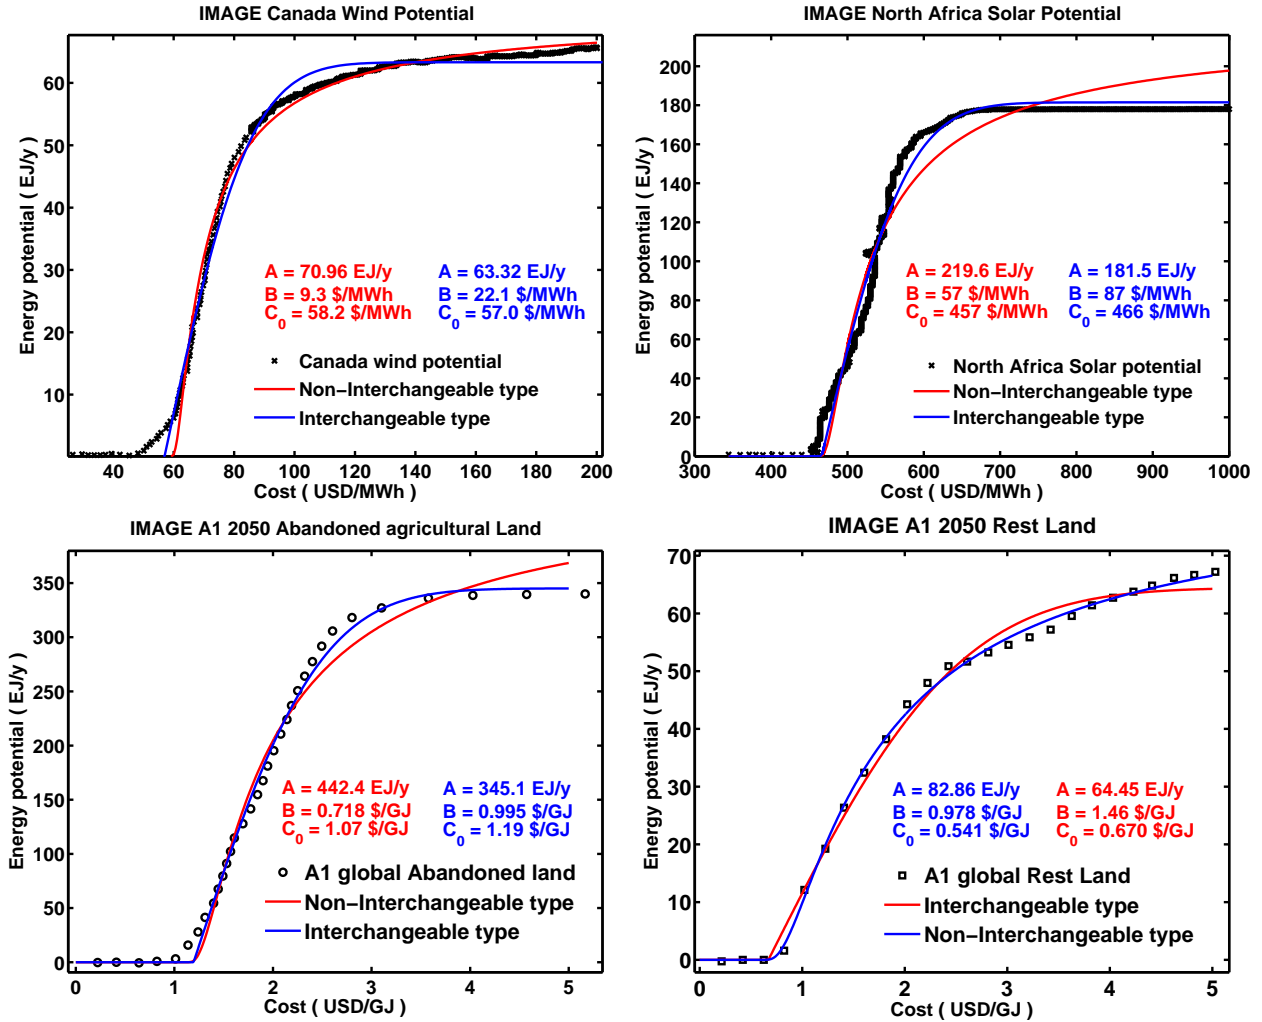 IMAGE Canada Wind Potential
Energy potential ( EJ/y )
60
50
40
30
20
10
A = 70.96 EJ/y
B = 9.3 $/MWh
C0 = 58.2 $/MWh
A = 63.32 EJ/y
B = 22.1 $/MWh
C0 = 57.0 $/MWh
Canada wind potential
Non-Interchangeable type
Interchangeable type
40 60 80 100 120 140 160 180 200
Cost ( USD/MWh )
IMAGE North Africa Solar Potential
Energy potential ( EJ/y )
200
180
160
140
120
100
80
60
40
20
0
A = 219.6 EJ/y
B = 57 $/MWh
C0 = 457 $/MWh
A = 181.5 EJ/y
B = 87 $/MWh
C0 = 466 $/MWh
North Africa Solar potential
Non-Interchangeable type
Interchangeable type
300 400 500 600 700 800 900 1000
Cost ( USD/MWh )
IMAGE A1 2050 Abandoned agricultural Land
Energy potential ( EJ/y )
350
300
250
200
150
100
50
0
A = 442.4 EJ/y
B = 0.718 $/GJ
C0 = 1.07 $/GJ
A = 345.1 EJ/y
B = 0.995 $/GJ
C0 = 1.19 $/GJ
A1 global Abandoned land
Non-Interchangeable type
Interchangeable type
0 1 2 3 4 5
Cost ( USD/GJ )
IMAGE A1 2050 Rest Land
Energy potential ( EJ/y )
70
60
50
40
30
20
10
0
A = 82.86 EJ/y
B = 0.978 $/GJ
C0 = 0.541 $/GJ
A = 64.45 EJ/y
B = 1.46 $/GJ
C0 = 0.670 $/GJ
A1 global Rest Land
Interchangeable type
Non-Interchangeable type
0 1 2 3 4 5
Cost ( USD/GJ )